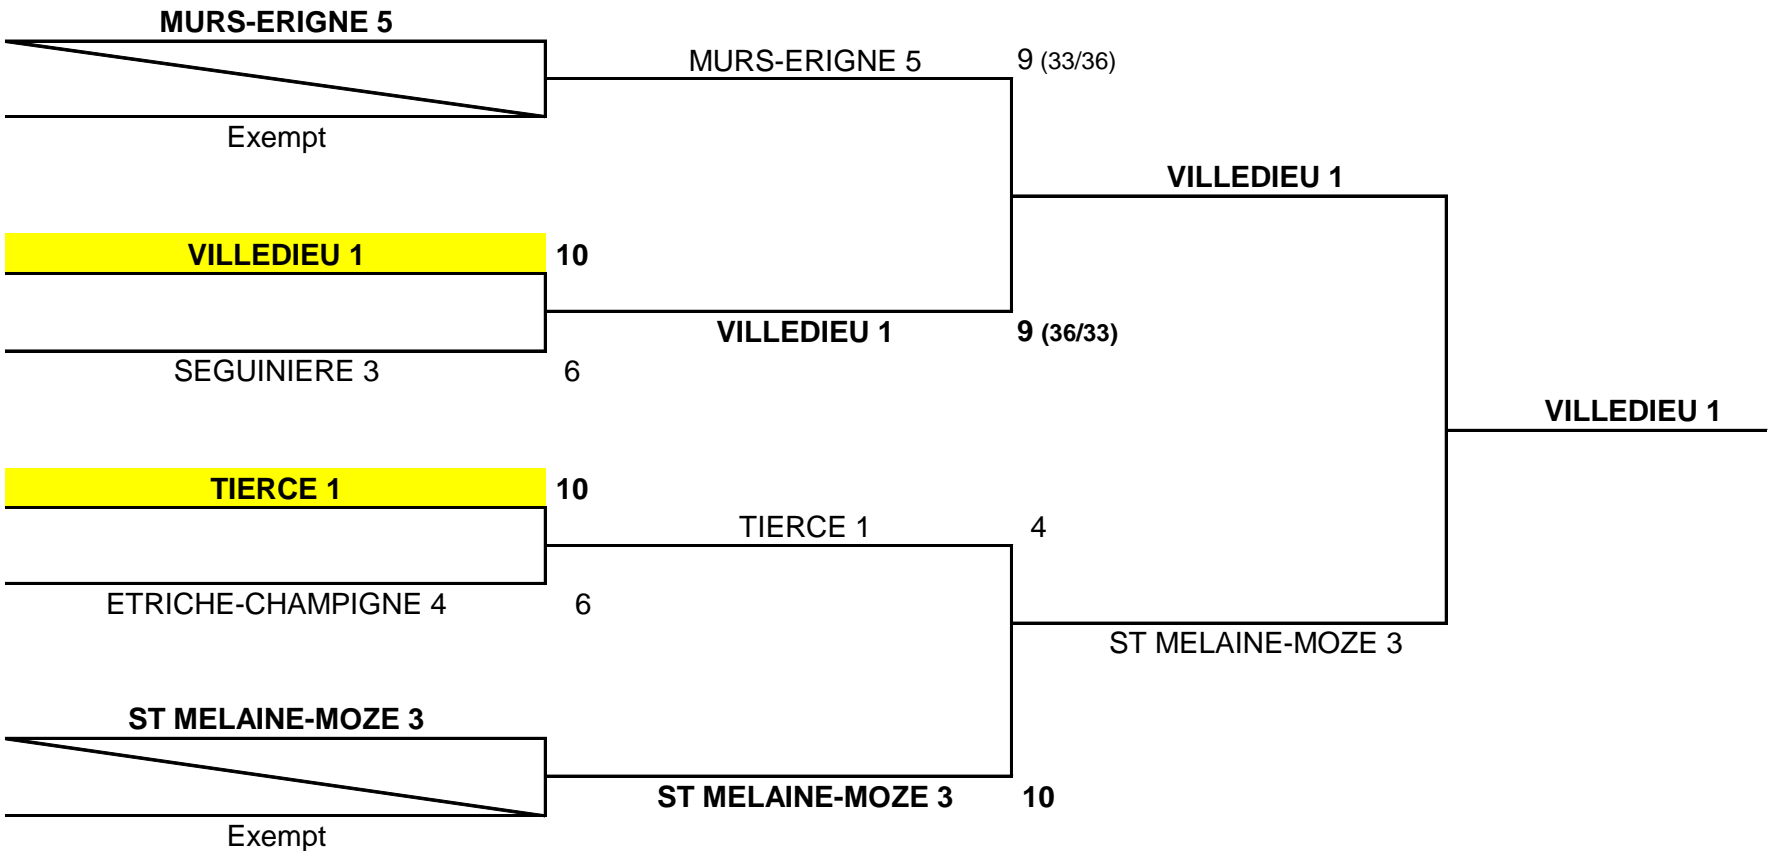 MURS-ERIGNE 5
MURS-ERIGNE 5 9 (33/36)
Exempt
VILLEDIEU 1
VILLEDIEU 1 10
VILLEDIEU 1 9 (36/33)
SEGUINIERE 3 6
VILLEDIEU 1
TIERCE 1 10
TIERCE 1 4
ETRICHE-CHAMPIGNE 4 6
ST MELAINE-MOZE 3
ST MELAINE-MOZE 3
ST MELAINE-MOZE 3 10
Exempt